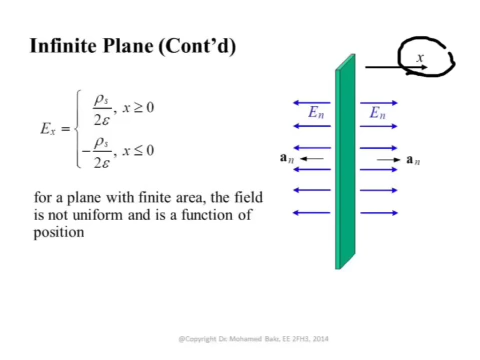 Infinite Plane (Cont'd)
x
E_x = { ρ_s/2ε, x ≥ 0
−ρ_s/2ε, x ≤ 0
E_n E_n
a_n a_n
for a plane with finite area, the field
is not uniform and is a function of
position
@Copyright Dr. Mohamed Bakr, EE 2FH3, 2014